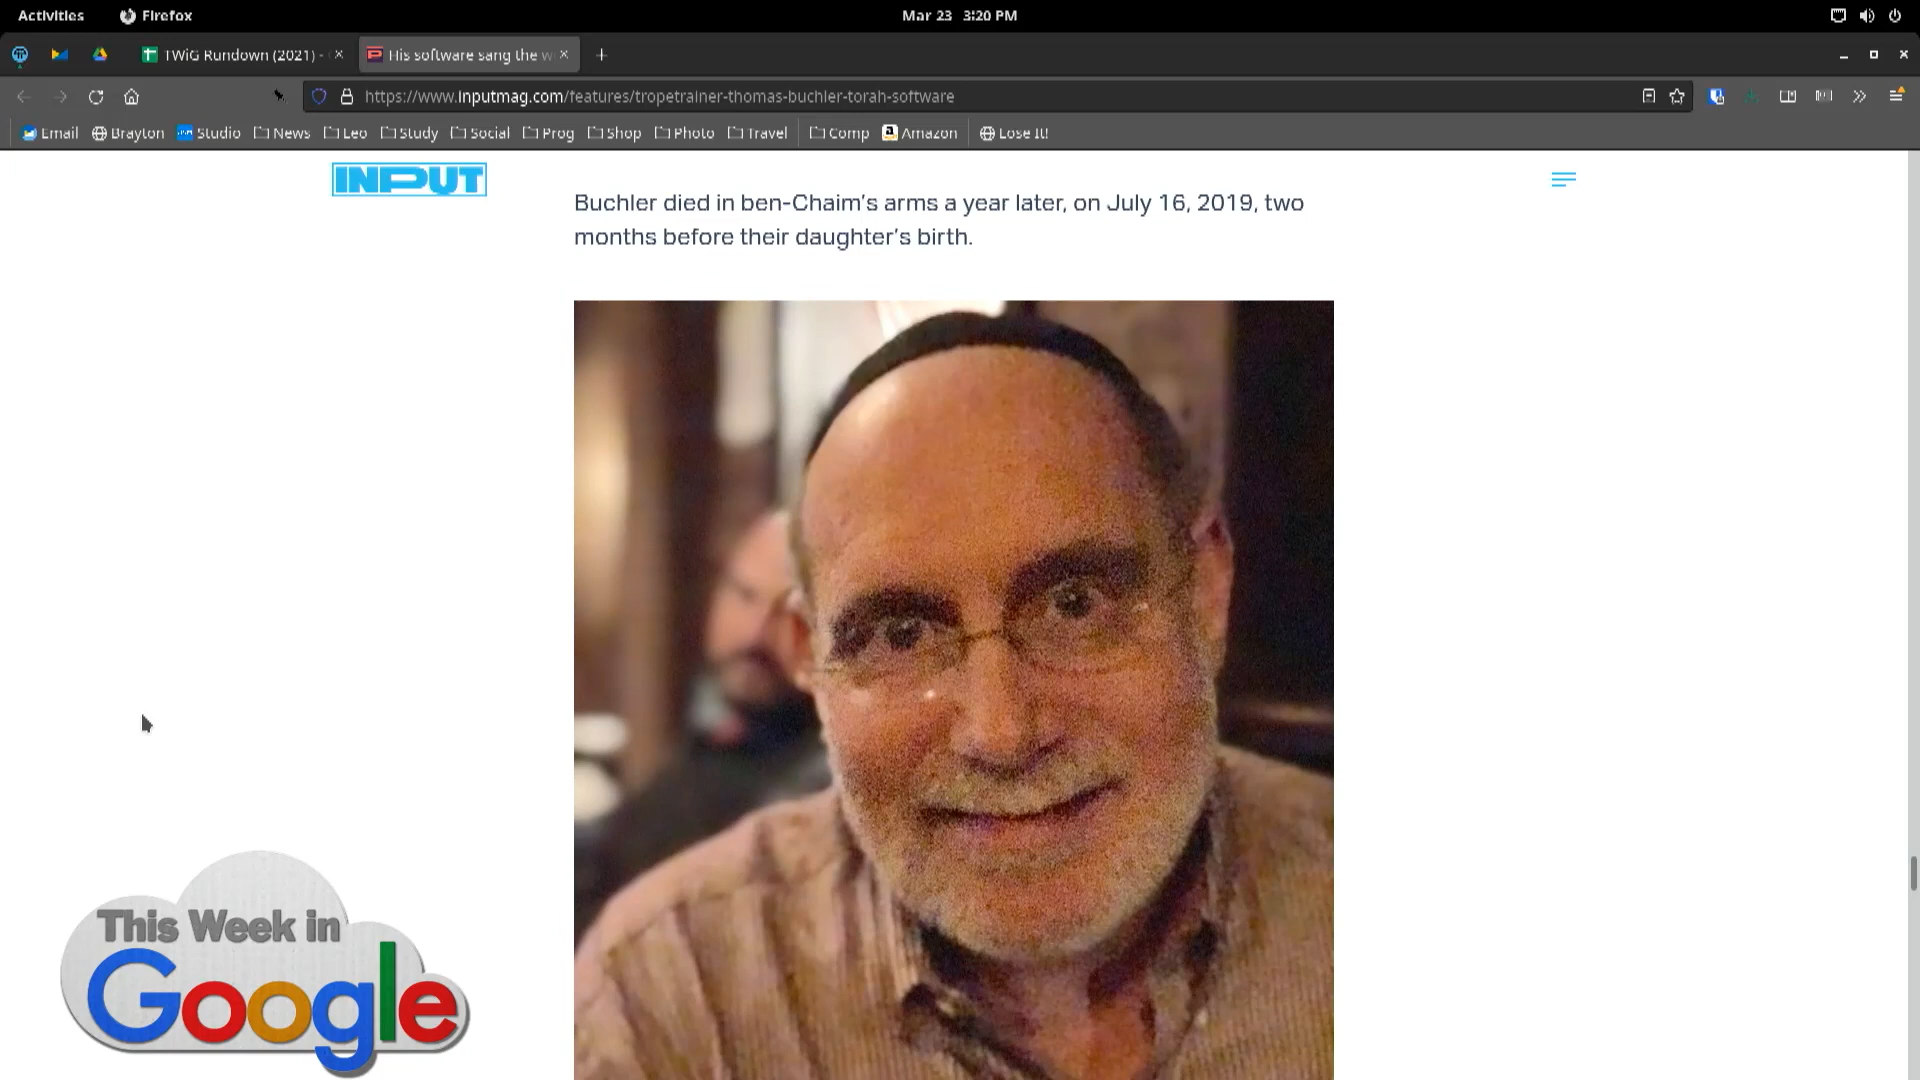 Activities Firefox Mar 23 3:20 PM
TWiG Rundown (2021) - His software sang the w
https://www.inputmag.com/features/tropetrainer-thomas-buchler-torah-software
Email Brayton Studio News Leo Study Social Prog Shop Photo Travel Comp Amazon Lose It!
INPUT
Buchler died in ben-Chaim’s arms a year later, on July 16, 2019, two
months before their daughter’s birth.
This Week in
Google